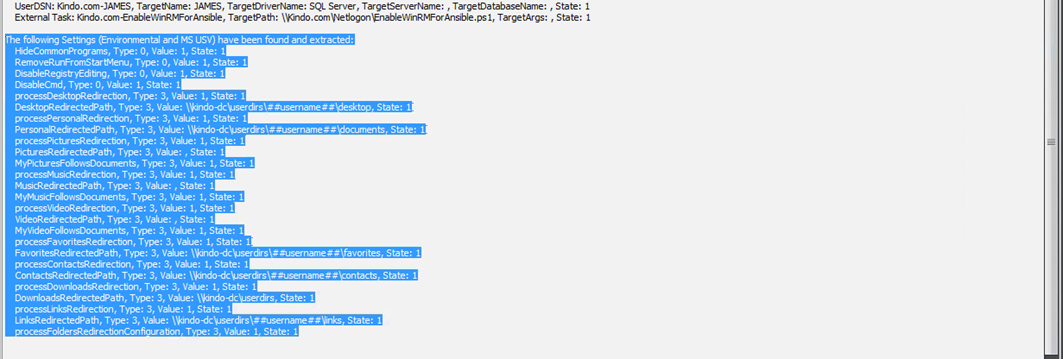 UserDSN: Kindo.com-JAMES, TargetName: JAMES, TargetDriverName: SQL Server, TargetServerName: , TargetDatabaseName: , State: 1
External Task: Kindo.com-EnableWinRMForAnsible, TargetPath: \\Kindo.com\Netlogon\EnableWinRMForAnsible.ps1, TargetArgs: , State: 1
The following Settings (Environmental and MS USV) have been found and extracted:
HideCommonPrograms, Type: 0, Value: 1, State: 1
RemoveRunFromStartMenu, Type: 0, Value: 1, State: 1
DisableRegistryEditing, Type: 0, Value: 1, State: 1
DisableCmd, Type: 0, Value: 1, State: 1
processDesktopRedirection, Type: 3, Value: 1, State: 1
DesktopRedirectedPath, Type: 3, Value: \\kindo-dc\userdirs\##username##\desktop, State: 1
processPersonalRedirection, Type: 3, Value: 1, State: 1
PersonalRedirectedPath, Type: 3, Value: \\kindo-dc\userdirs\##username##\documents, State: 1
processPicturesRedirection, Type: 3, Value: 1, State: 1
PicturesRedirectedPath, Type: 3, Value: , State: 1
MyPicturesFollowsDocuments, Type: 3, Value: 1, State: 1
processMusicRedirection, Type: 3, Value: 1, State: 1
MusicRedirectedPath, Type: 3, Value: , State: 1
MyMusicFollowsDocuments, Type: 3, Value: 1, State: 1
processVideoRedirection, Type: 3, Value: 1, State: 1
VideoRedirectedPath, Type: 3, Value: , State: 1
MyVideoFollowsDocuments, Type: 3, Value: 1, State: 1
processFavoritesRedirection, Type: 3, Value: 1, State: 1
FavoritesRedirectedPath, Type: 3, Value: \\kindo-dc\userdirs\##username##\favorites, State: 1
processContactsRedirection, Type: 3, Value: 1, State: 1
ContactsRedirectedPath, Type: 3, Value: \\kindo-dc\userdirs\##username##\contacts, State: 1
processDownloadsRedirection, Type: 3, Value: 1, State: 1
DownloadsRedirectedPath, Type: 3, Value: \\kindo-dc\userdirs, State: 1
processLinksRedirection, Type: 3, Value: 1, State: 1
LinksRedirectedPath, Type: 3, Value: \\kindo-dc\userdirs\##username##\links, State: 1
processFoldersRedirectionConfiguration, Type: 3, Value: 1, State: 1